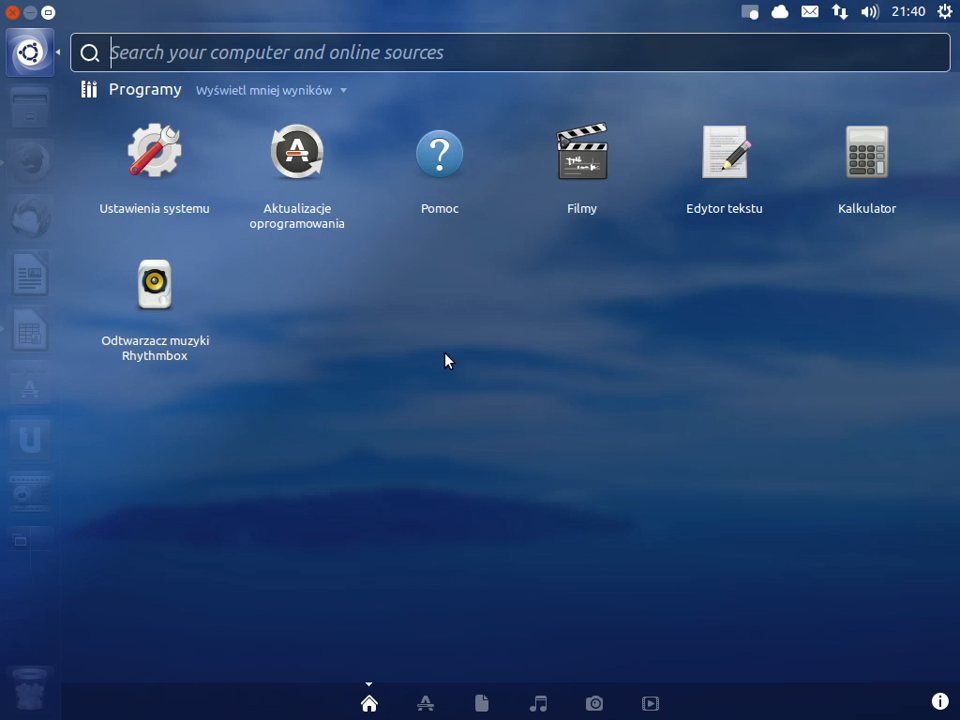 21:40
Search your computer and online sources
Programy Wyświetl mniej wyników
Ustawienia systemu
Aktualizacje
oprogramowania
Pomoc
Filmy
Edytor tekstu
Kalkulator
Odtwarzacz muzyki
Rhythmbox